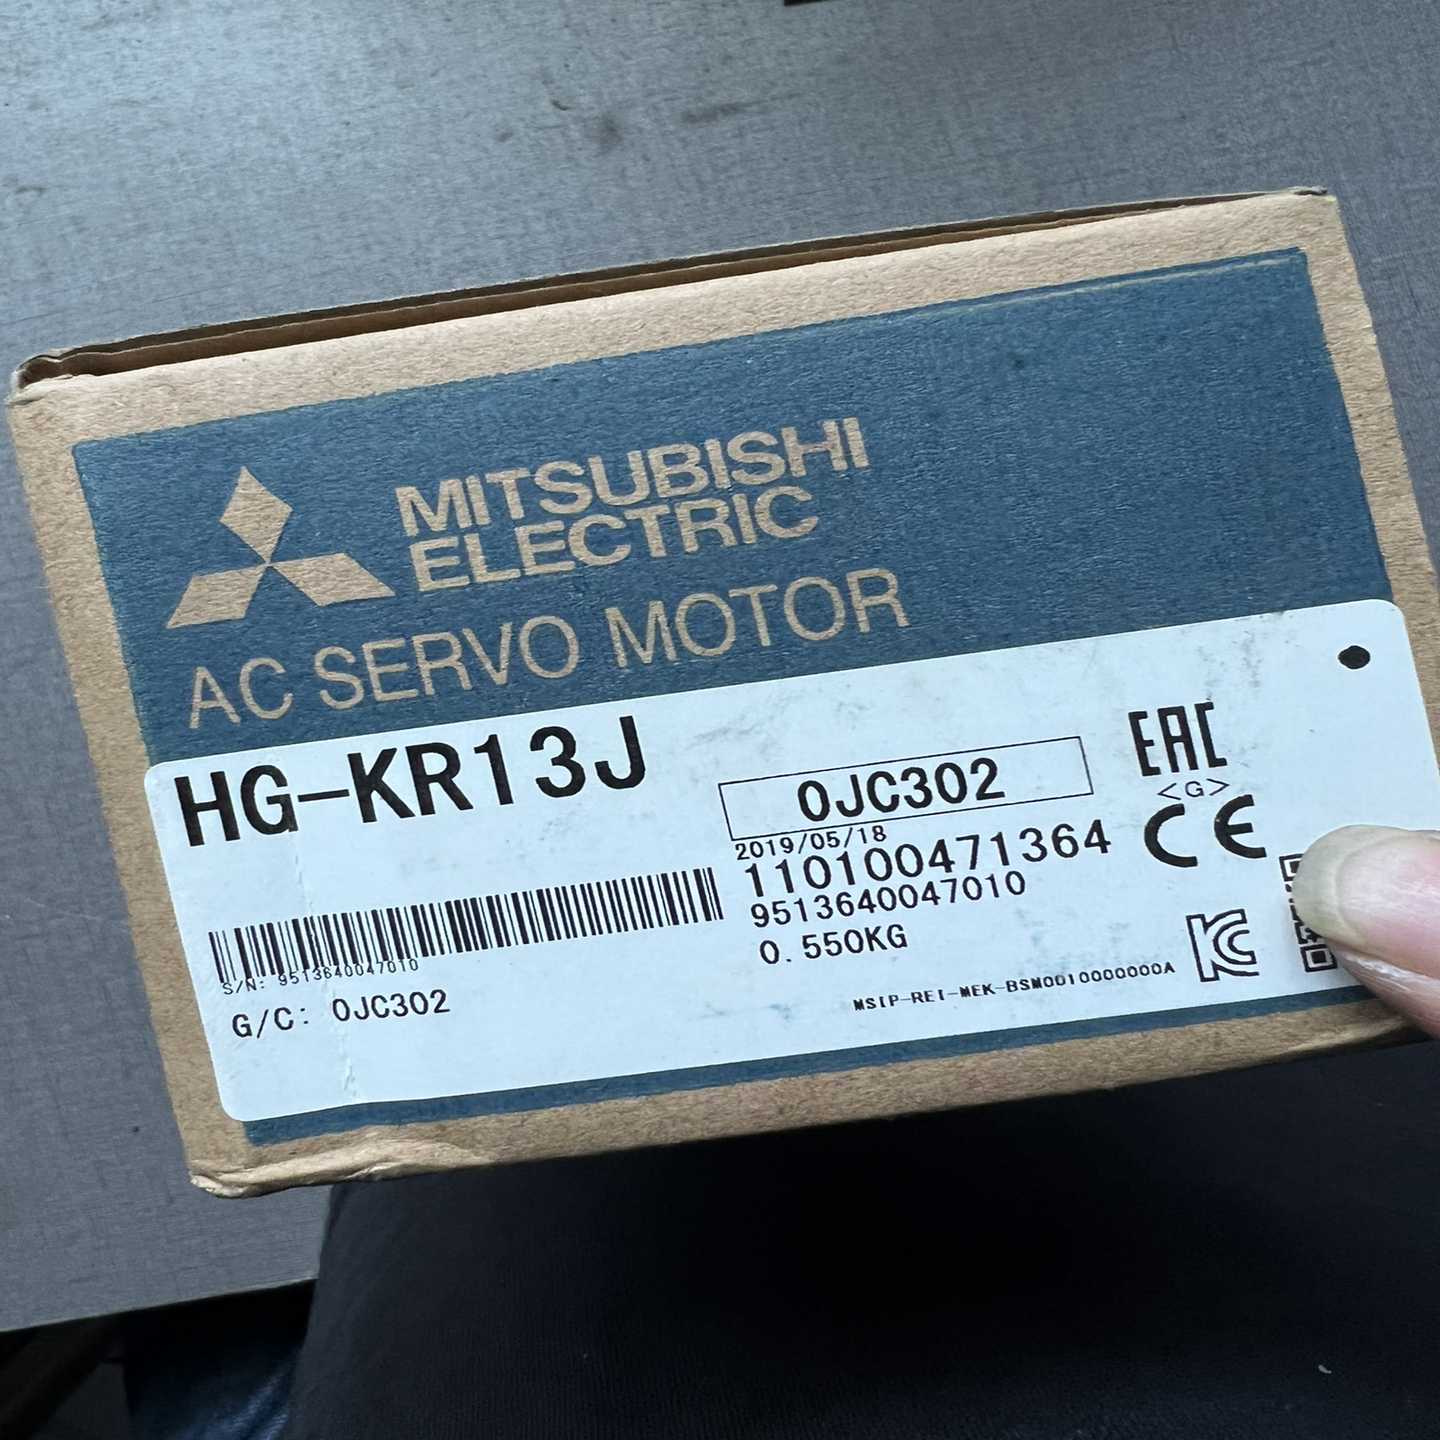 MITSUBISHI
ELECTRIC
AC SERVO MOTOR
HG-KR13J
0JC302
2019/05/18
110100471364
9513640047010
0.550KG
S/N: 9513640047010
G/C: 0JC302
MSIP-REI-MEK-BSM0010000000A
EAC
<G>
CE
KC